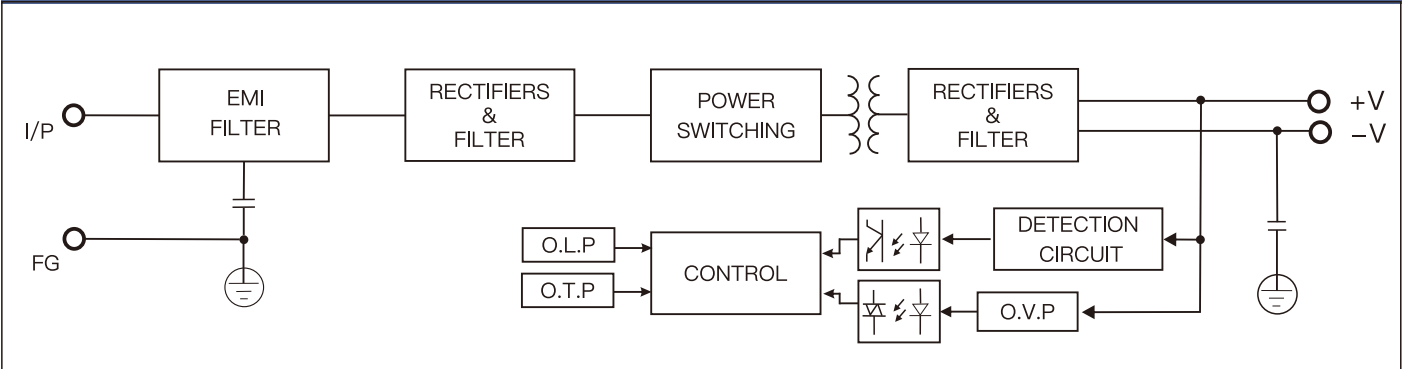 I/P
EMI
FILTER
RECTIFIERS
&
FILTER
POWER
SWITCHING
RECTIFIERS
&
FILTER
+V
−V
FG
O.L.P
O.T.P
CONTROL
DETECTION
CIRCUIT
O.V.P